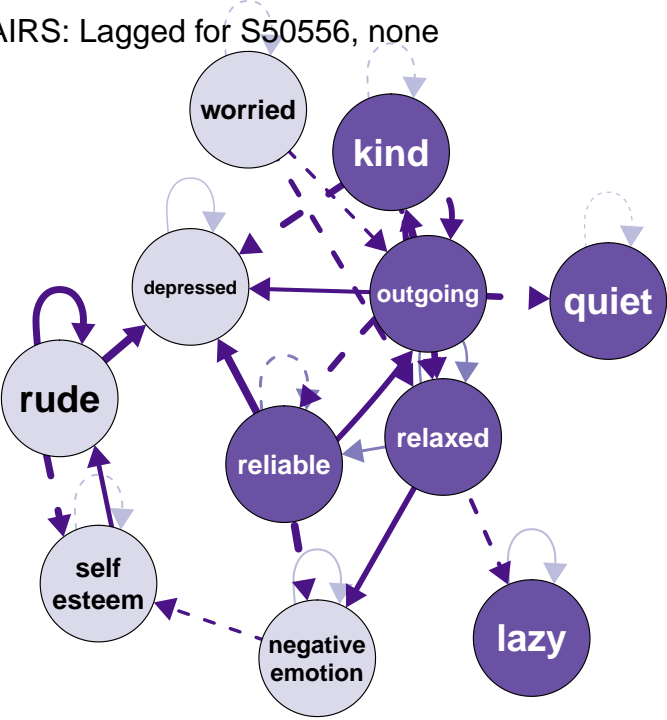 AIRS: Lagged for S50556, none
worried
kind
depressed
outgoing
quiet
rude
relaxed
reliable
self
esteem
lazy
negative
emotion